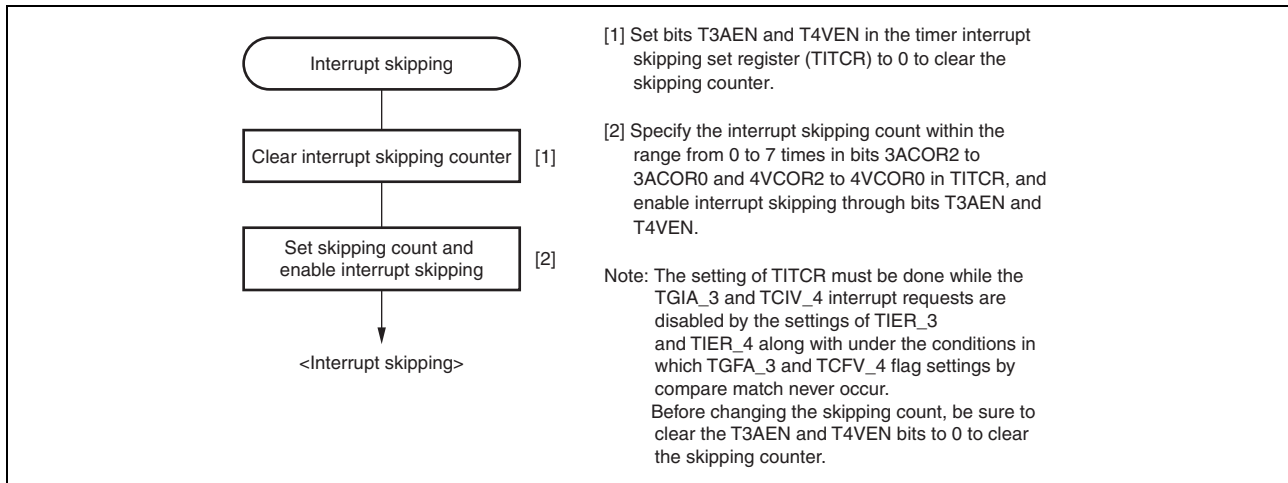 Interrupt skipping
Clear interrupt skipping counter
[1]
Set skipping count and
enable interrupt skipping
[2]
<Interrupt skipping>
[1] Set bits T3AEN and T4VEN in the timer interrupt
skipping set register (TITCR) to 0 to clear the
skipping counter.
[2] Specify the interrupt skipping count within the
range from 0 to 7 times in bits 3ACOR2 to
3ACOR0 and 4VCOR2 to 4VCOR0 in TITCR, and
enable interrupt skipping through bits T3AEN and
T4VEN.
Note: The setting of TITCR must be done while the
TGIA_3 and TCIV_4 interrupt requests are
disabled by the settings of TIER_3
and TIER_4 along with under the conditions in
which TGFA_3 and TCFV_4 flag settings by
compare match never occur.
Before changing the skipping count, be sure to
clear the T3AEN and T4VEN bits to 0 to clear
the skipping counter.